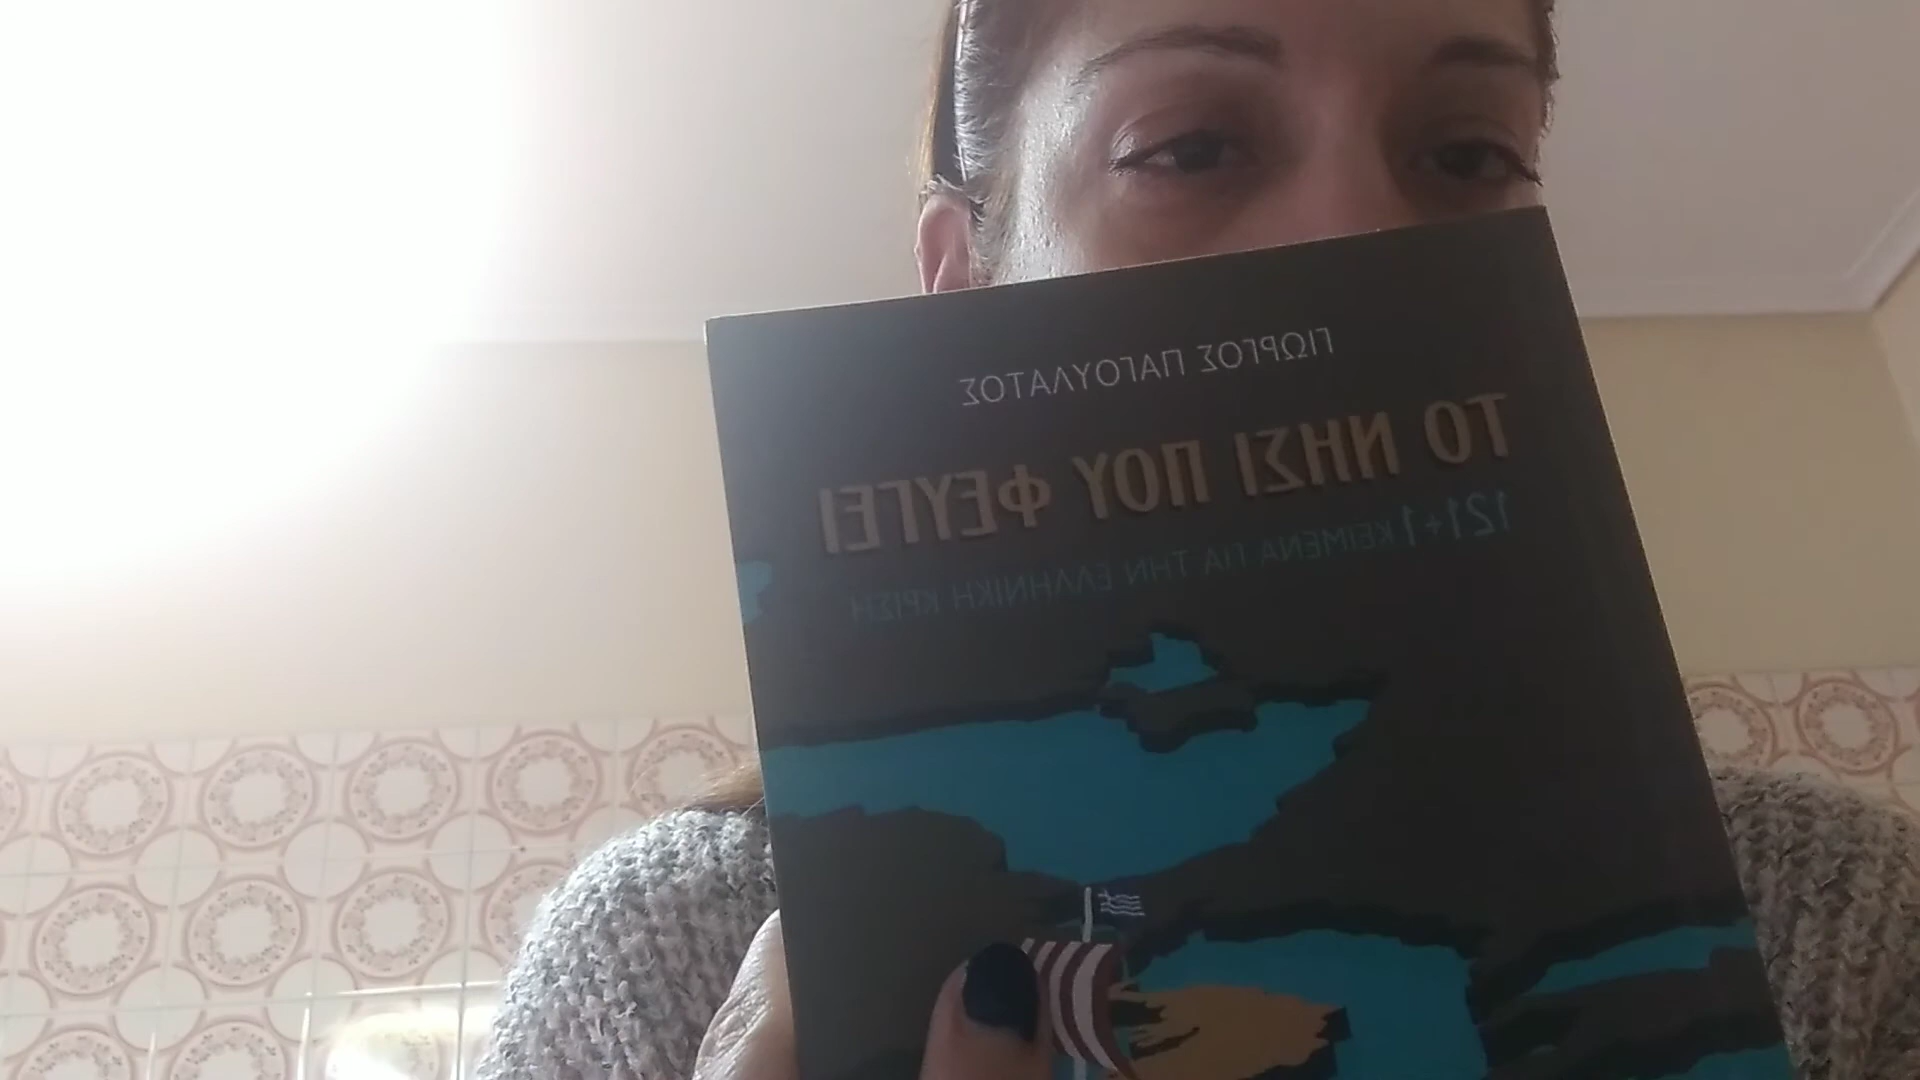 ΓΙΩΡΓΟΣ ΠΑΓΟΥΛΑΤΟΣ
ΤΟ ΝΗΣΙ ΠΟΥ ΦΕΥΓΕΙ
121+1 ΚΕΙΜΕΝΑ ΓΙΑ ΤΗΝ ΕΛΛΗΝΙΚΗ ΚΡΙΣΗ